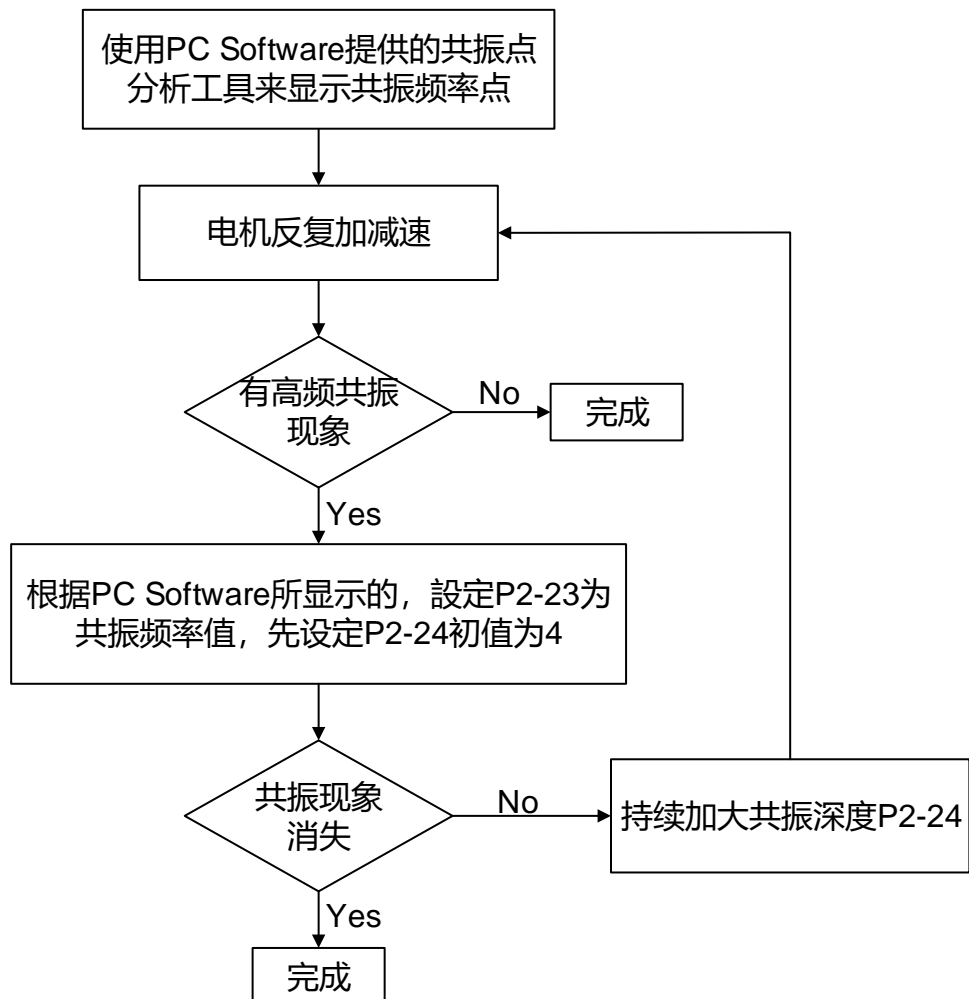 使用PC Software提供的共振点
分析工具来显示共振频率点
电机反复加减速
有高频共振
现象
No
完成
Yes
根据PC Software所显示的，設定P2-23为
共振频率值，先设定P2-24初值为4
共振现象
消失
No
持续加大共振深度P2-24
Yes
完成